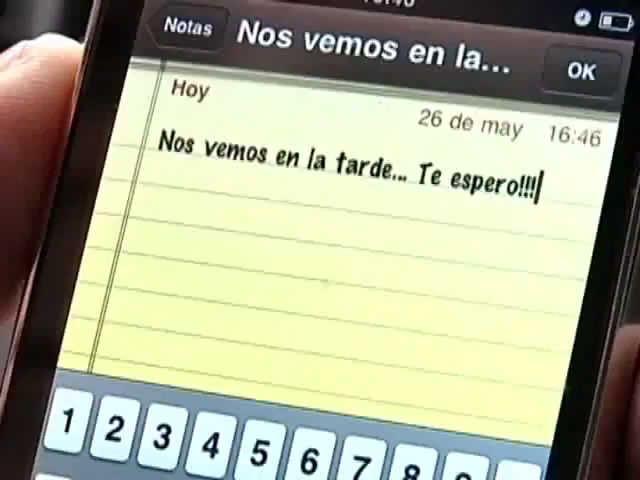 Notas Nos vemos en la... OK
Hoy 26 de may 16:46
Nos vemos en la tarde... Te espero!!!
1 2 3 4 5 6 7 8